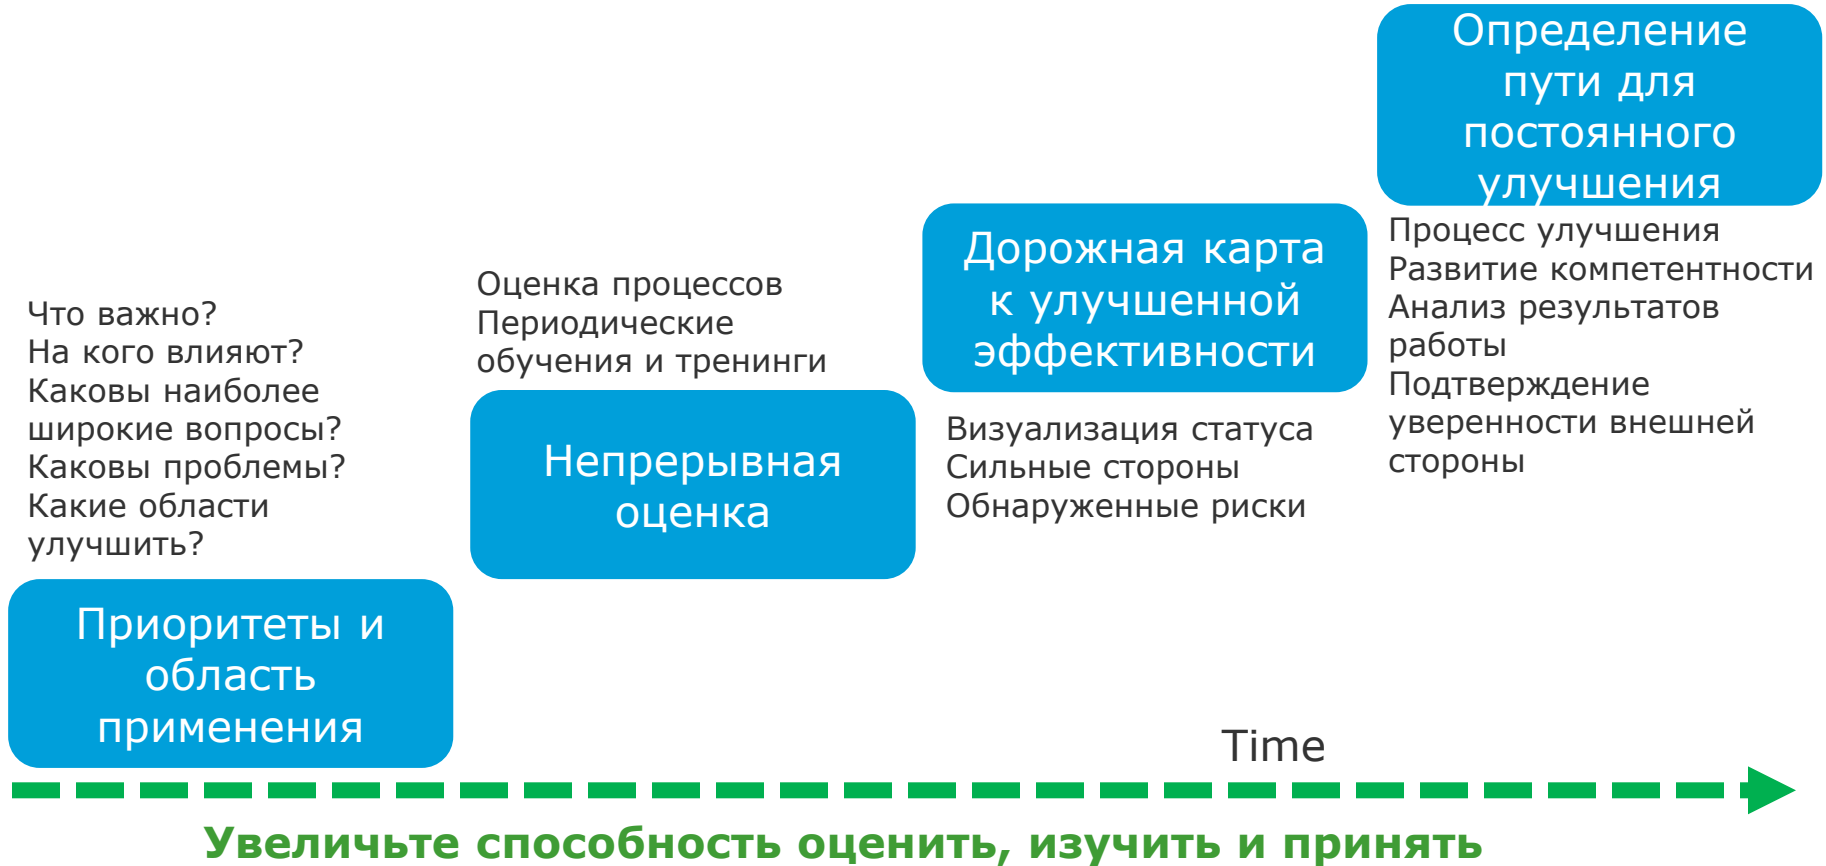 Что важно?
На кого влияют?
Каковы наиболее
широкие вопросы?
Каковы проблемы?
Какие области
улучшить?
Приоритеты и
область
применения
Оценка процессов
Периодические
обучения и тренинги
Непрерывная
оценка
Дорожная карта
к улучшенной
эффективности
Визуализация статуса
Сильные стороны
Обнаруженные риски
Определение
пути для
постоянного
улучшения
Процесс улучшения
Развитие компетентности
Анализ результатов
работы
Подтверждение
уверенности внешней
стороны
Time
Увеличьте способность оценить, изучить и принять